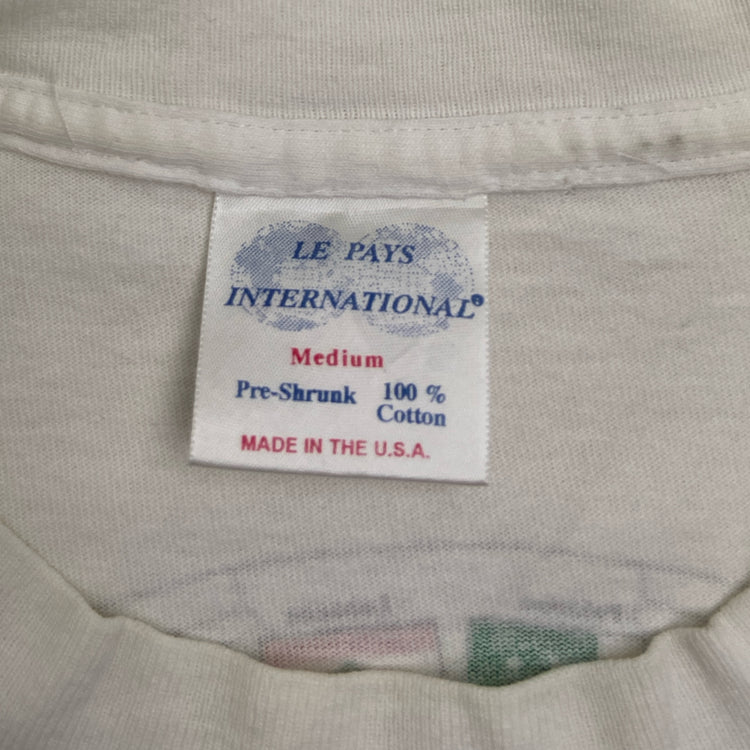 LE PAYS
INTERNATIONAL®
Medium
Pre-Shrunk 100 %
Cotton
MADE IN THE U.S.A.